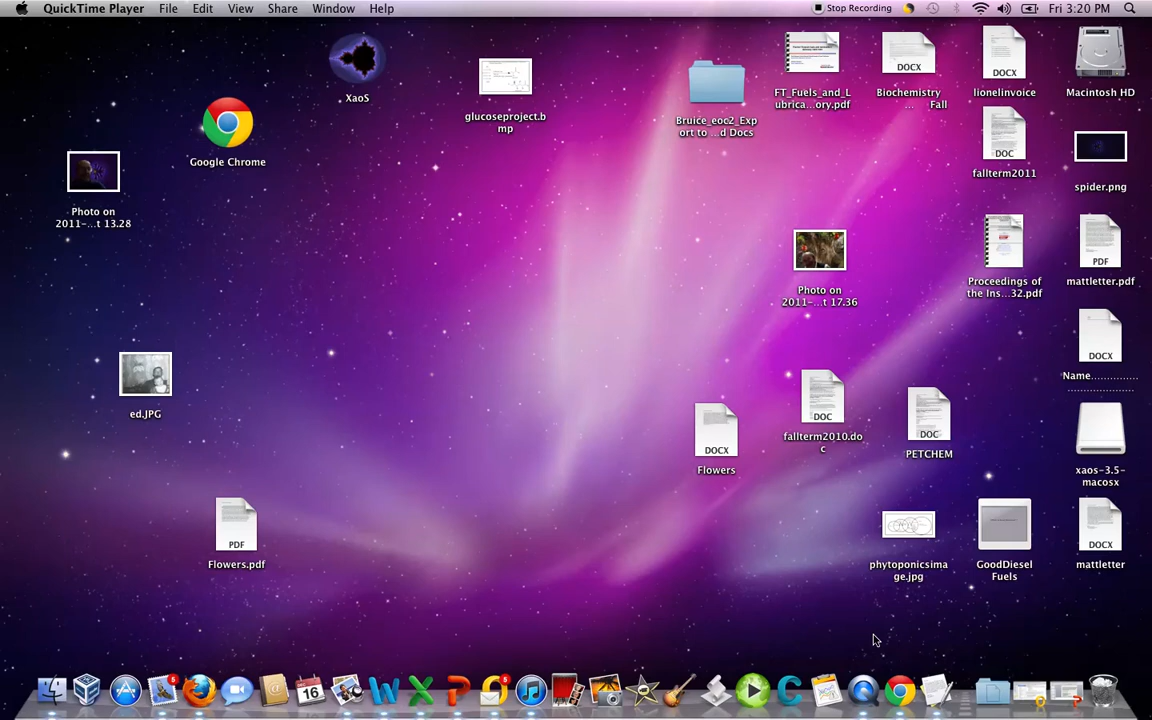 QuickTime Player File Edit View Share Window Help Stop Recording Fri 3:20 PM
XaoS
Google Chrome
Photo on
2011-...t 13.28
glucoseproject.b
mp
Bruice_eoc2_Exp
ort to ...d Docs
FT_Fuels_and_L
ubrica...ory.pdf
DOCX
Biochemistry
... Fall
DOCX
lionelinvoice
Macintosh HD
DOC
fallterm2011
spider.png
Photo on
2011-...t 17.36
Proceedings of
the Ins...32.pdf
PDF
mattletter.pdf
DOCX
Name...............
ed.JPG
DOCX
Flowers
DOC
fallterm2010.do
c
DOC
PETCHEM
xaos-3.5-
macosx
PDF
Flowers.pdf
phytoponicsima
ge.jpg
GoodDiesel
Fuels
DOCX
mattletter
5
16
5